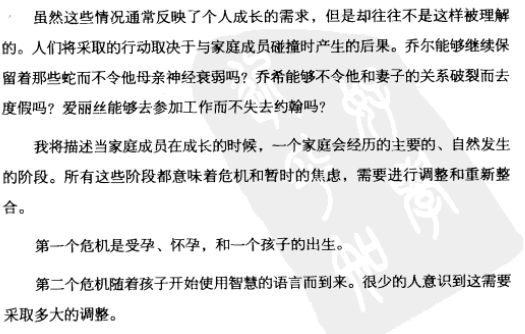 虽然这些情况通常反映了个人成长的需求，但是却往往不是这样被理解
的。人们将采取的行动取决于与家庭成员碰撞时产生的后果。乔尔能够继续保
留着那些蛇而不令他母亲神经衰弱吗？乔希能够不令他和妻子的关系破裂而去
度假吗？爱丽丝能够去参加工作而不失去约翰吗？
我将描述当家庭成员在成长的时候，一个家庭会经历的主要的、自然发生
的阶段。所有这些阶段都意味着危机和暂时的焦虑，需要进行调整和重新整
合。
第一个危机是受孕、怀孕，和一个孩子的出生。
第二个危机随着孩子开始使用智慧的语言而到来。很少的人意识到这需要
采取多大的调整。